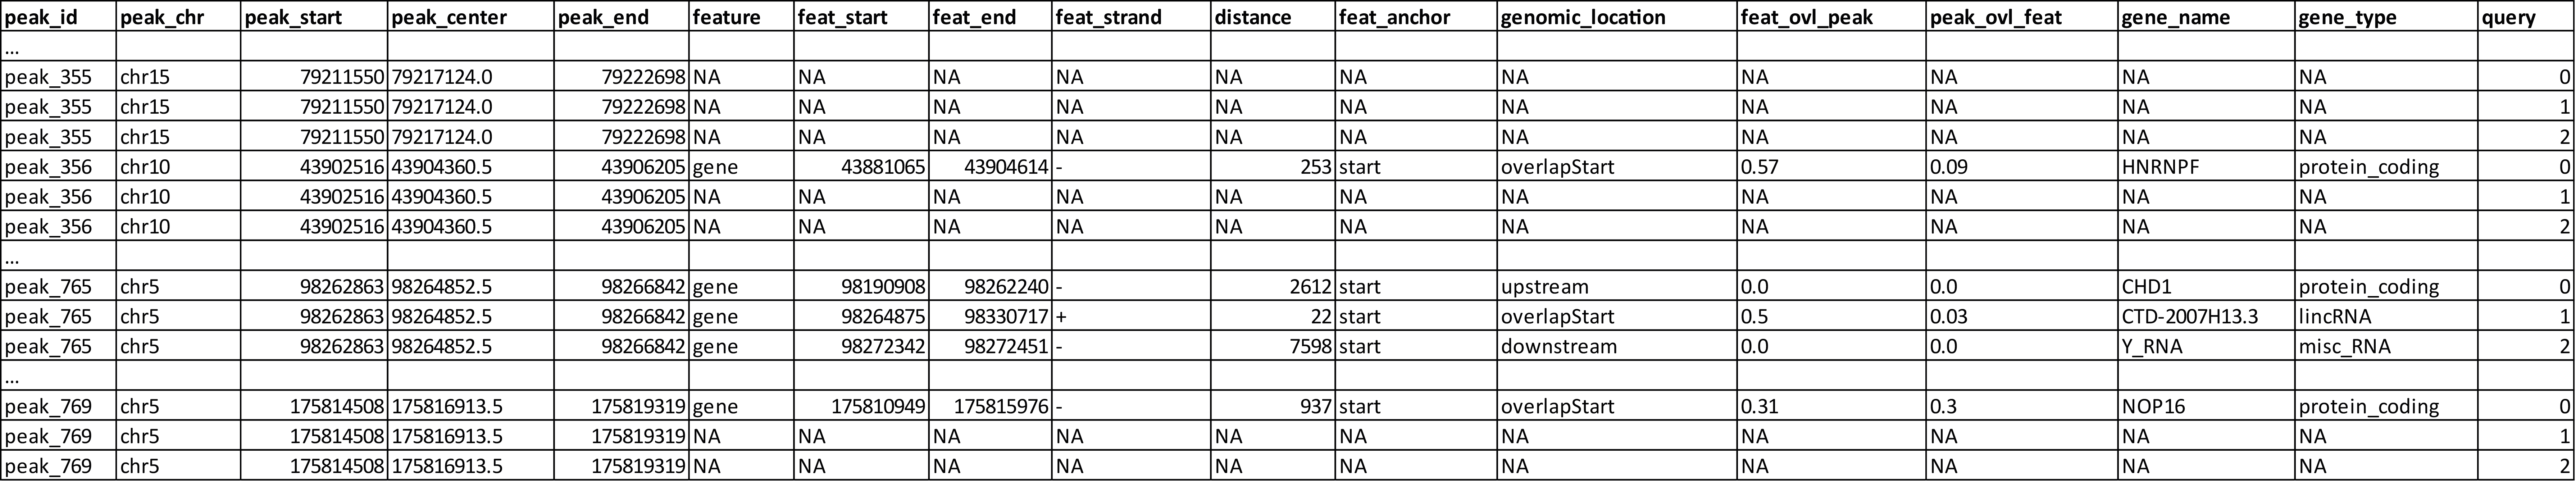 peak_id peak_chr peak_start peak_center peak_end feature feat_start feat_end feat_strand distance feat_anchor genomic_location feat_ovl_peak peak_ovl_feat gene_name gene_type query
...
peak_355 chr15 79211550 79217124.0 79222698 NA NA NA NA NA NA NA NA NA NA NA 0
peak_355 chr15 79211550 79217124.0 79222698 NA NA NA NA NA NA NA NA NA NA NA 1
peak_355 chr15 79211550 79217124.0 79222698 NA NA NA NA NA NA NA NA NA NA NA 2
peak_356 chr10 43902516 43904360.5 43906205 gene 43881065 43904614 - 253 start overlapStart 0.57 0.09 HNRNPF protein_coding 0
peak_356 chr10 43902516 43904360.5 43906205 NA NA NA NA NA NA NA NA NA NA NA 1
peak_356 chr10 43902516 43904360.5 43906205 NA NA NA NA NA NA NA NA NA NA NA 2
...
peak_765 chr5 98262863 98264852.5 98266842 gene 98190908 98262240 - 2612 start upstream 0.0 0.0 CHD1 protein_coding 0
peak_765 chr5 98262863 98264852.5 98266842 gene 98264875 98330717 + 22 start overlapStart 0.5 0.03 CTD-2007H13.3 lincRNA 1
peak_765 chr5 98262863 98264852.5 98266842 gene 98272342 98272451 - 7598 start downstream 0.0 0.0 Y_RNA misc_RNA 2
...
peak_769 chr5 175814508 175816913.5 175819319 gene 175810949 175815976 - 937 start overlapStart 0.31 0.3 NOP16 protein_coding 0
peak_769 chr5 175814508 175816913.5 175819319 NA NA NA NA NA NA NA NA NA NA NA 1
peak_769 chr5 175814508 175816913.5 175819319 NA NA NA NA NA NA NA NA NA NA NA 2